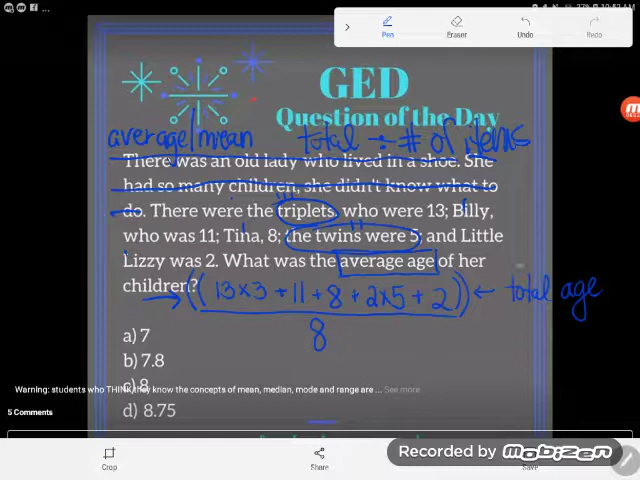 27% 10:52 AM
Pen
Eraser
Undo
Redo
GED
Question of the Day
average/mean total ÷ # of items
There was an old lady who lived in a shoe. She
had so many children, she didn't know what to
do. There were the triplets, who were 13; Billy,
who was 11; Tina, 8; the twins were 5; and Little
Lizzy was 2. What was the average age of her
children?
→ ((13×3 + 11 + 8 + 2×5 + 2)) ← total age
8
a) 7
b) 7.8
c) 8
Warning: students who THINK they know the concepts of mean, median, mode and range are ... See more
5 Comments
d) 8.75
Recorded by Mobizen
Crop
Share
Save